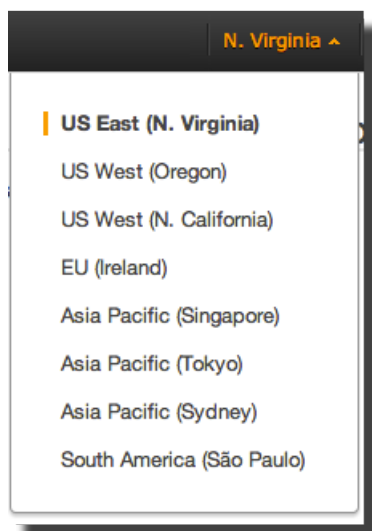 N. Virginia
US East (N. Virginia)
US West (Oregon)
US West (N. California)
EU (Ireland)
Asia Pacific (Singapore)
Asia Pacific (Tokyo)
Asia Pacific (Sydney)
South America (São Paulo)